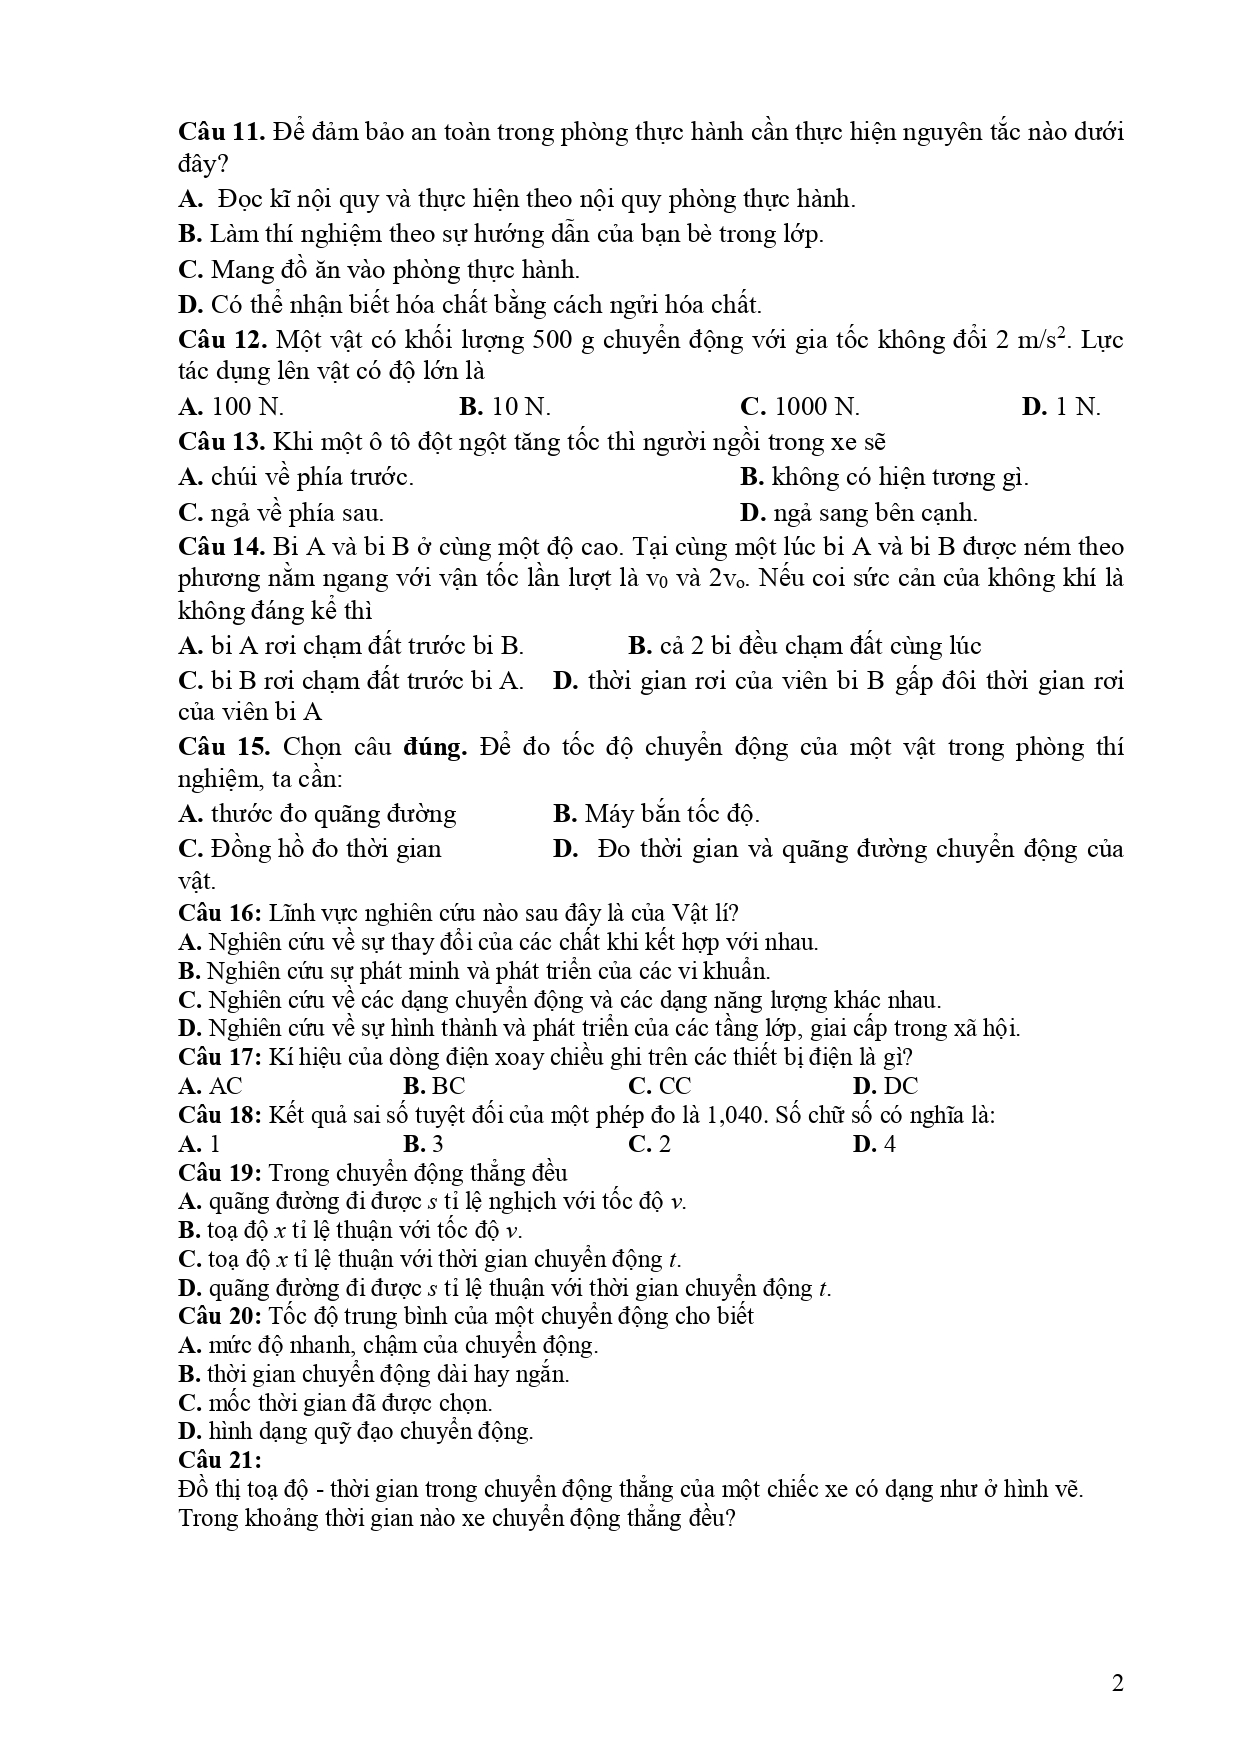 Câu 11. Để đảm bảo an toàn trong phòng thực hành cần thực hiện nguyên tắc nào dưới
đây?
A. Đọc kĩ nội quy và thực hiện theo nội quy phòng thực hành.
B. Làm thí nghiệm theo sự hướng dẫn của bạn bè trong lớp.
C. Mang đồ ăn vào phòng thực hành.
D. Có thể nhận biết hóa chất bằng cách ngửi hóa chất.
Câu 12. Một vật có khối lượng 500 g chuyển động với gia tốc không đổi 2 m/s². Lực
tác dụng lên vật có độ lớn là
A. 100 N. B. 10 N. C. 1000 N. D. 1 N.
Câu 13. Khi một ô tô đột ngột tăng tốc thì người ngồi trong xe sẽ
A. chúi về phía trước. B. không có hiện tương gì.
C. ngả về phía sau. D. ngả sang bên cạnh.
Câu 14. Bi A và bi B ở cùng một độ cao. Tại cùng một lúc bi A và bi B được ném theo
phương nằm ngang với vận tốc lần lượt là v₀ và 2vₒ. Nếu coi sức cản của không khí là
không đáng kể thì
A. bi A rơi chạm đất trước bi B. B. cả 2 bi đều chạm đất cùng lúc
C. bi B rơi chạm đất trước bi A. D. thời gian rơi của viên bi B gấp đôi thời gian rơi
của viên bi A
Câu 15. Chọn câu đúng. Để đo tốc độ chuyển động của một vật trong phòng thí
nghiệm, ta cần:
A. thước đo quãng đường B. Máy bắn tốc độ.
C. Đồng hồ đo thời gian D. Đo thời gian và quãng đường chuyển động của
vật.
Câu 16: Lĩnh vực nghiên cứu nào sau đây là của Vật lí?
A. Nghiên cứu về sự thay đổi của các chất khi kết hợp với nhau.
B. Nghiên cứu sự phát minh và phát triển của các vi khuẩn.
C. Nghiên cứu về các dạng chuyển động và các dạng năng lượng khác nhau.
D. Nghiên cứu về sự hình thành và phát triển của các tầng lớp, giai cấp trong xã hội.
Câu 17: Kí hiệu của dòng điện xoay chiều ghi trên các thiết bị điện là gì?
A. AC B. BC C. CC D. DC
Câu 18: Kết quả sai số tuyệt đối của một phép đo là 1,040. Số chữ số có nghĩa là:
A. 1 B. 3 C. 2 D. 4
Câu 19: Trong chuyển động thẳng đều
A. quãng đường đi được s tỉ lệ nghịch với tốc độ v.
B. toạ độ x tỉ lệ thuận với tốc độ v.
C. toạ độ x tỉ lệ thuận với thời gian chuyển động t.
D. quãng đường đi được s tỉ lệ thuận với thời gian chuyển động t.
Câu 20: Tốc độ trung bình của một chuyển động cho biết
A. mức độ nhanh, chậm của chuyển động.
B. thời gian chuyển động dài hay ngắn.
C. mốc thời gian đã được chọn.
D. hình dạng quỹ đạo chuyển động.
Câu 21:
Đồ thị toạ độ - thời gian trong chuyển động thẳng của một chiếc xe có dạng như ở hình vẽ.
Trong khoảng thời gian nào xe chuyển động thẳng đều?
2